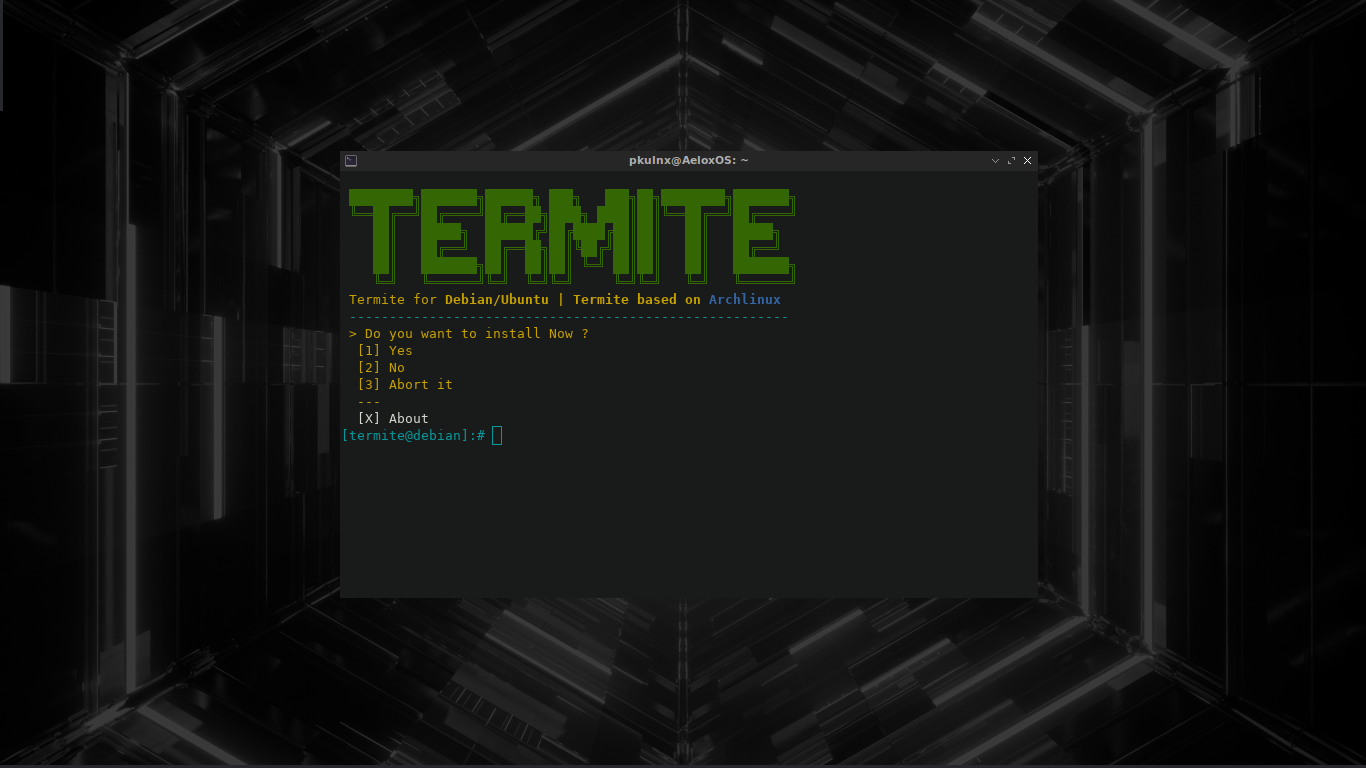 pkulnx@AeloxOS: ~
TERMITE
Termite for Debian/Ubuntu | Termite based on Archlinux
-------------------------------------------------------
> Do you want to install Now ?
[1] Yes
[2] No
[3] Abort it
---
[X] About
[termite@debian]:#